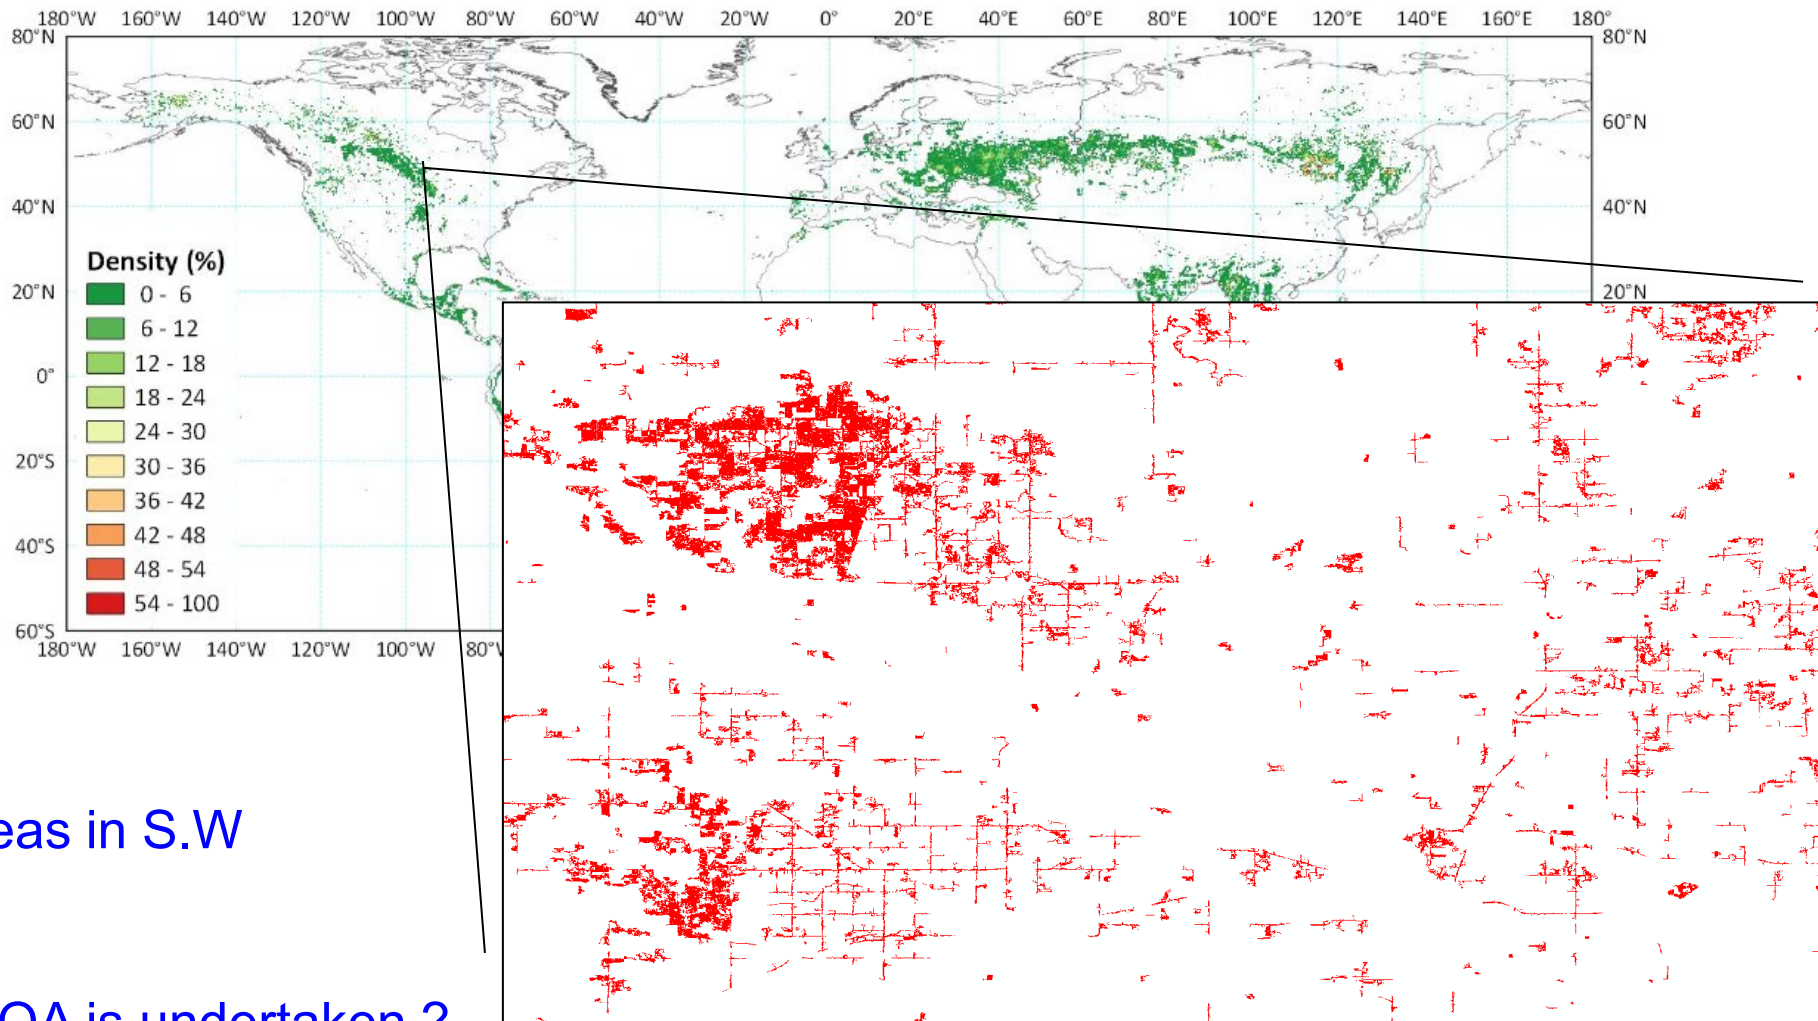 180°W 160°W 140°W 120°W 100°W 80°W 60°W 40°W 20°W 0° 20°E 40°E 60°E 80°E 100°E 120°E 140°E 160°E 180°
80°N 80°N
60°N 60°N
40°N 40°N
Density (%)
20°N 0 - 6 20°N
6 - 12
12 - 18
0°
18 - 24
24 - 30
20°S 30 - 36
36 - 42
40°S 42 - 48
48 - 54
54 - 100
60°S
180°W 160°W 140°W 120°W 100°W
eas in S.W
QA is undertaken ?